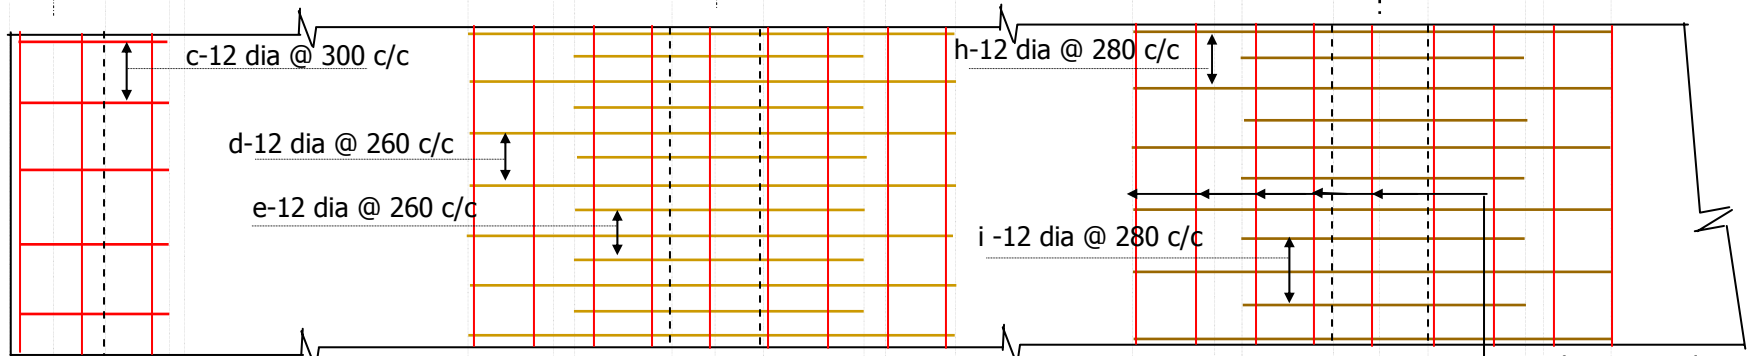 c-12 dia @ 300 c/c
h-12 dia @ 280 c/c
d-12 dia @ 260 c/c
e-12 dia @ 260 c/c
i -12 dia @ 280 c/c